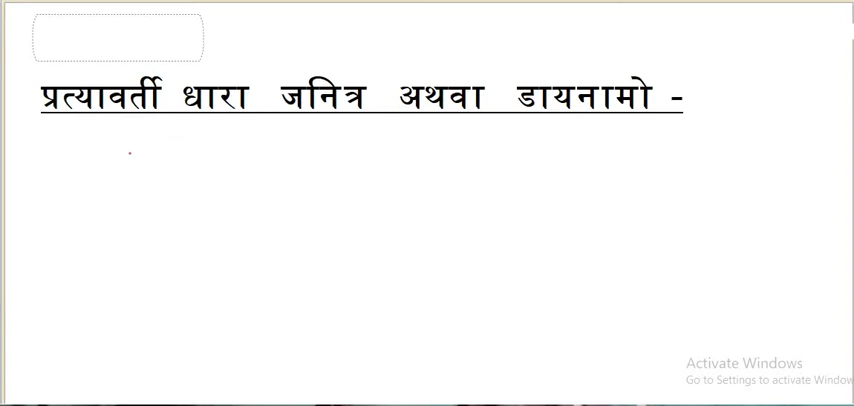 प्रत्यावर्ती धारा जनित्र अथवा डायनामो -
Activate Windows
Go to Settings to activate Window